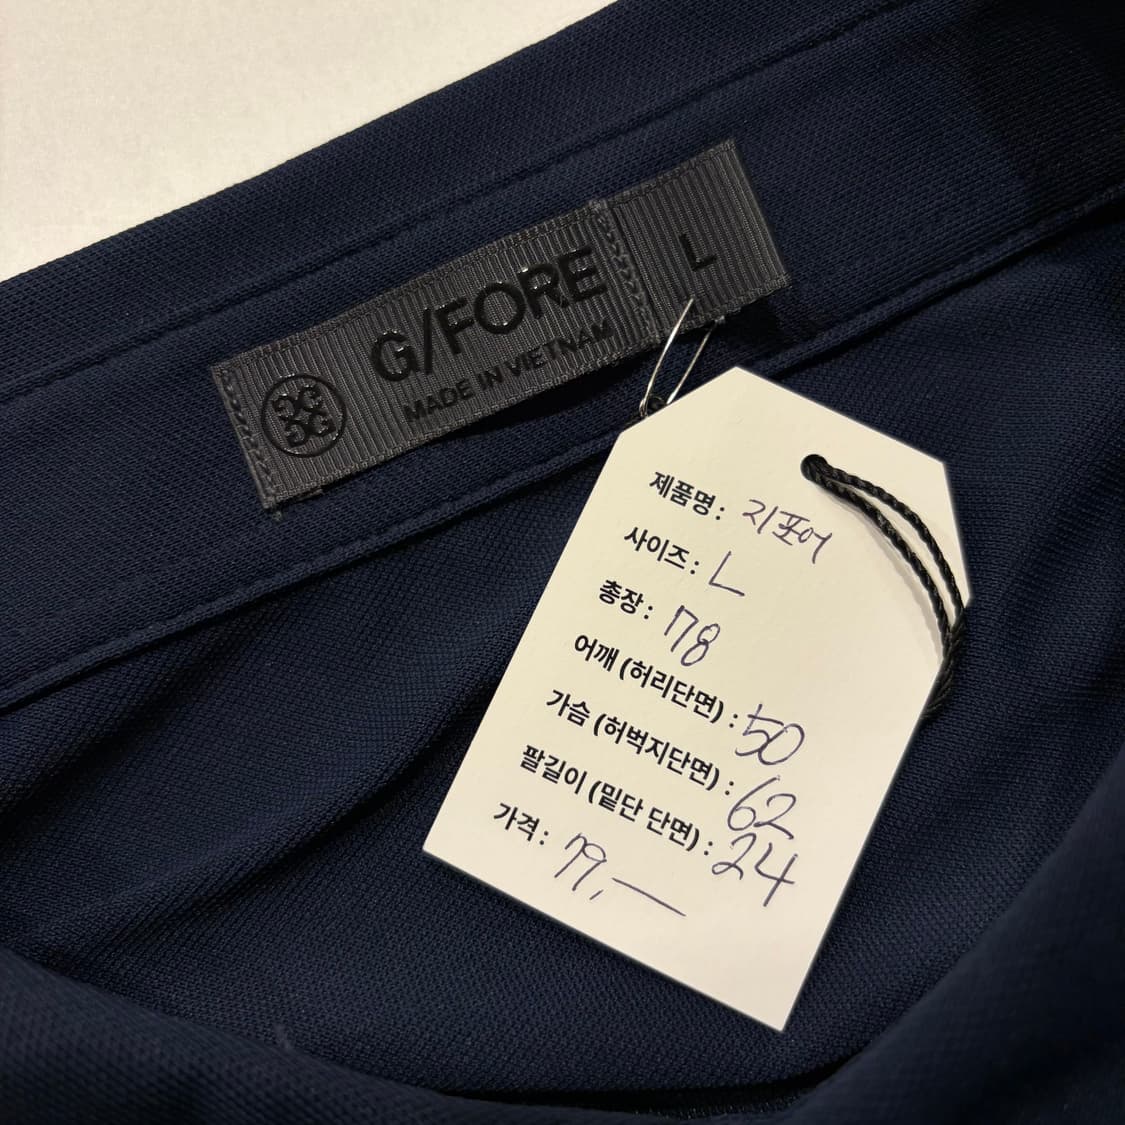 G/FORE L
MADE IN VIETNAM
제품명: 지포어
사이즈: L
총장: 78
어깨 (허리단면) : 50
가슴 (허벅지단면) : 62
팔길이 (밑단 단면) : 24
가격: 79,—